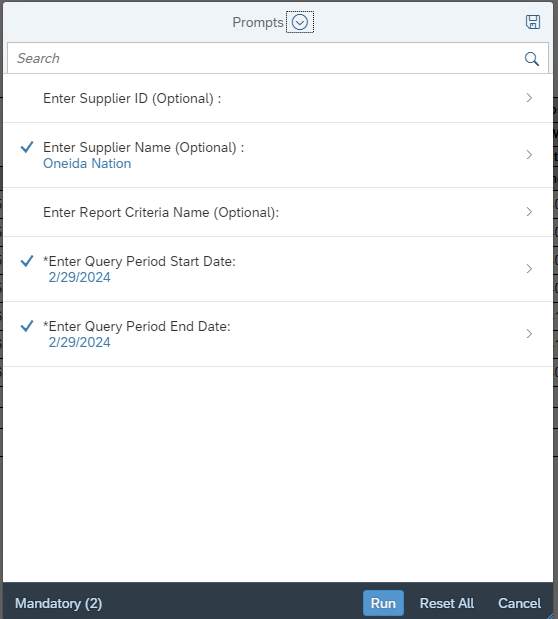 Prompts
Search
Enter Supplier ID (Optional) :
Enter Supplier Name (Optional) :
Oneida Nation
Enter Report Criteria Name (Optional):
*Enter Query Period Start Date:
2/29/2024
*Enter Query Period End Date:
2/29/2024
Mandatory (2)
Run Reset All Cancel